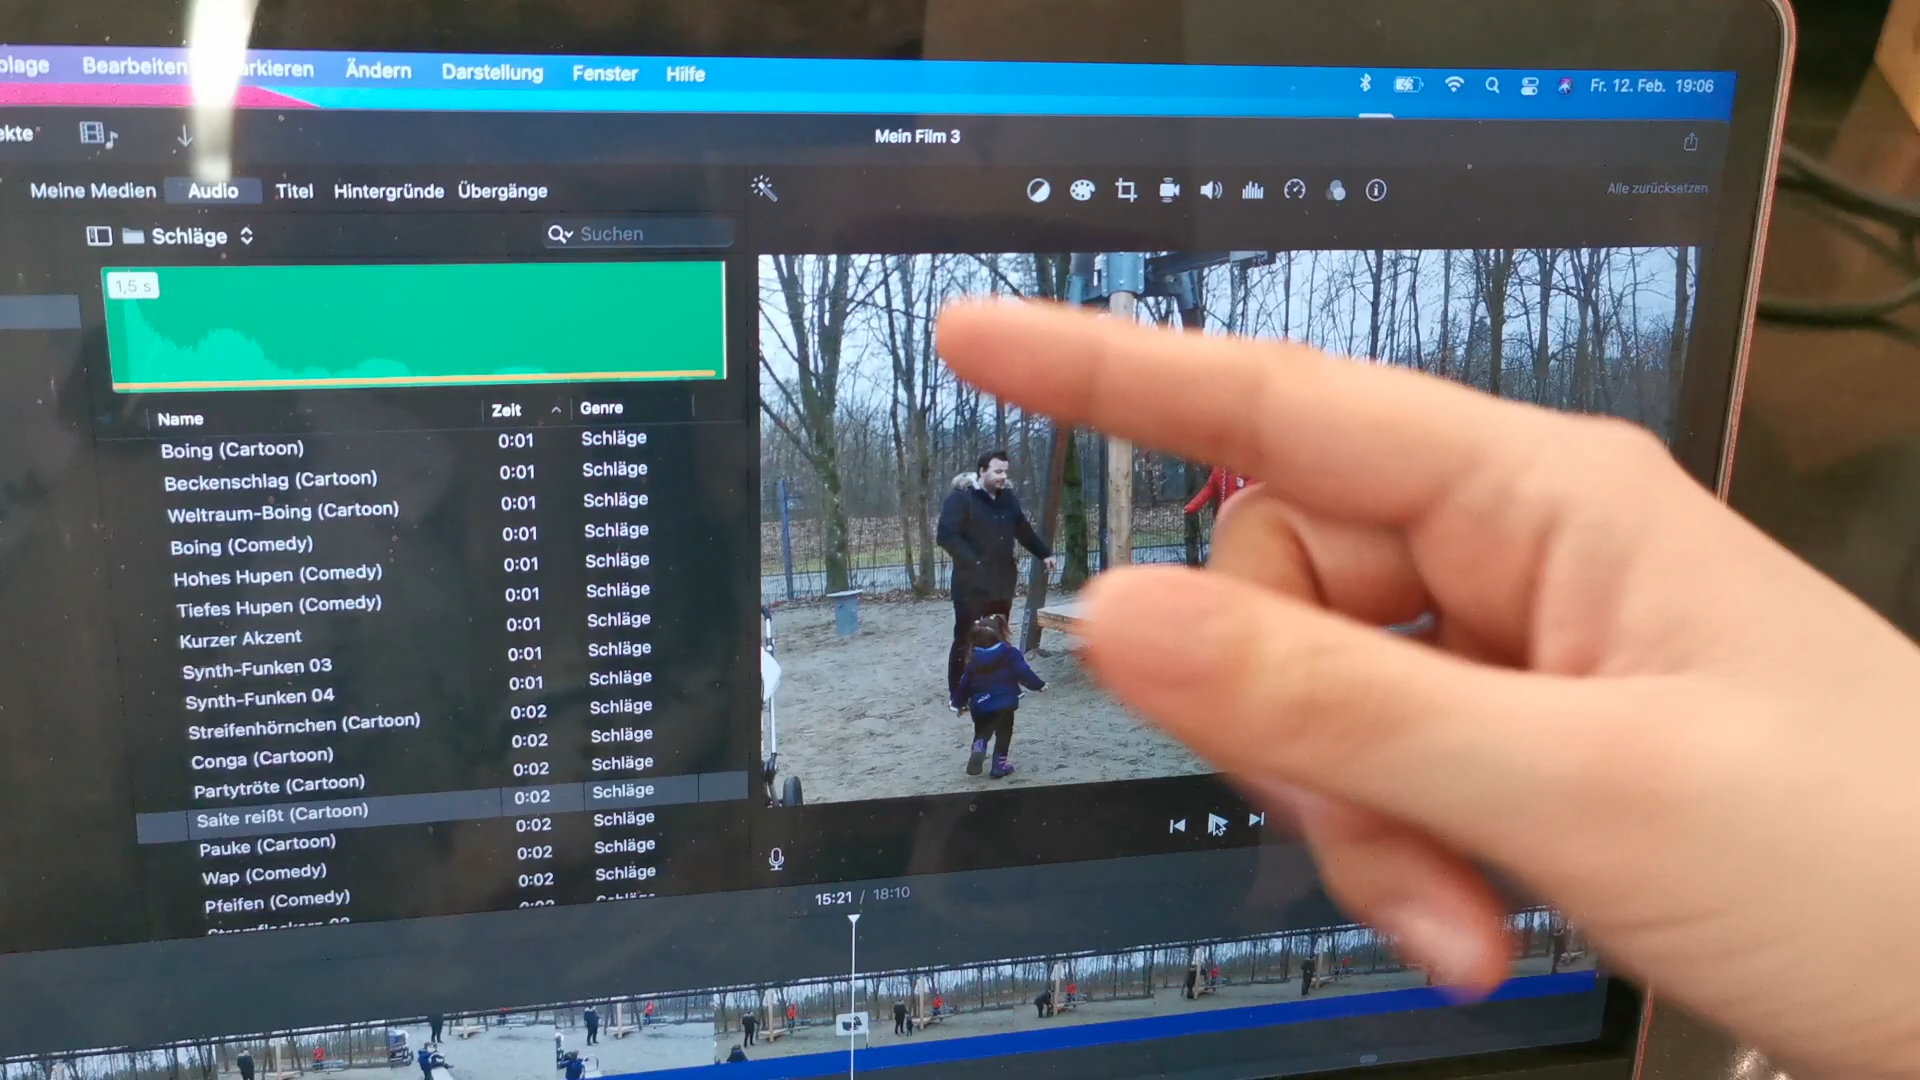 Bearbeiten Ändern Darstellung Fenster Hilfe Fr. 12. Feb. 19:06
Mein Film 3
Meine Medien Audio Titel Hintergründe Übergänge Alle zurücksetzen
Schläge Suchen
1,5 s
Name Zeit Genre
Boing (Cartoon) 0:01 Schläge
Beckenschlag (Cartoon) 0:01 Schläge
Weltraum-Boing (Cartoon) 0:01 Schläge
Boing (Comedy) 0:01 Schläge
Hohes Hupen (Comedy) 0:01 Schläge
Tiefes Hupen (Comedy) 0:01 Schläge
Kurzer Akzent 0:01 Schläge
Synth-Funken 03 0:01 Schläge
Synth-Funken 04 0:01 Schläge
Streifenhörnchen (Cartoon) 0:02 Schläge
Conga (Cartoon) 0:02 Schläge
Partytröte (Cartoon) 0:02 Schläge
Saite reißt (Cartoon) 0:02 Schläge
Pauke (Cartoon) 0:02 Schläge
Wap (Comedy) 0:02 Schläge
Pfeifen (Comedy)
15:21 / 18:10